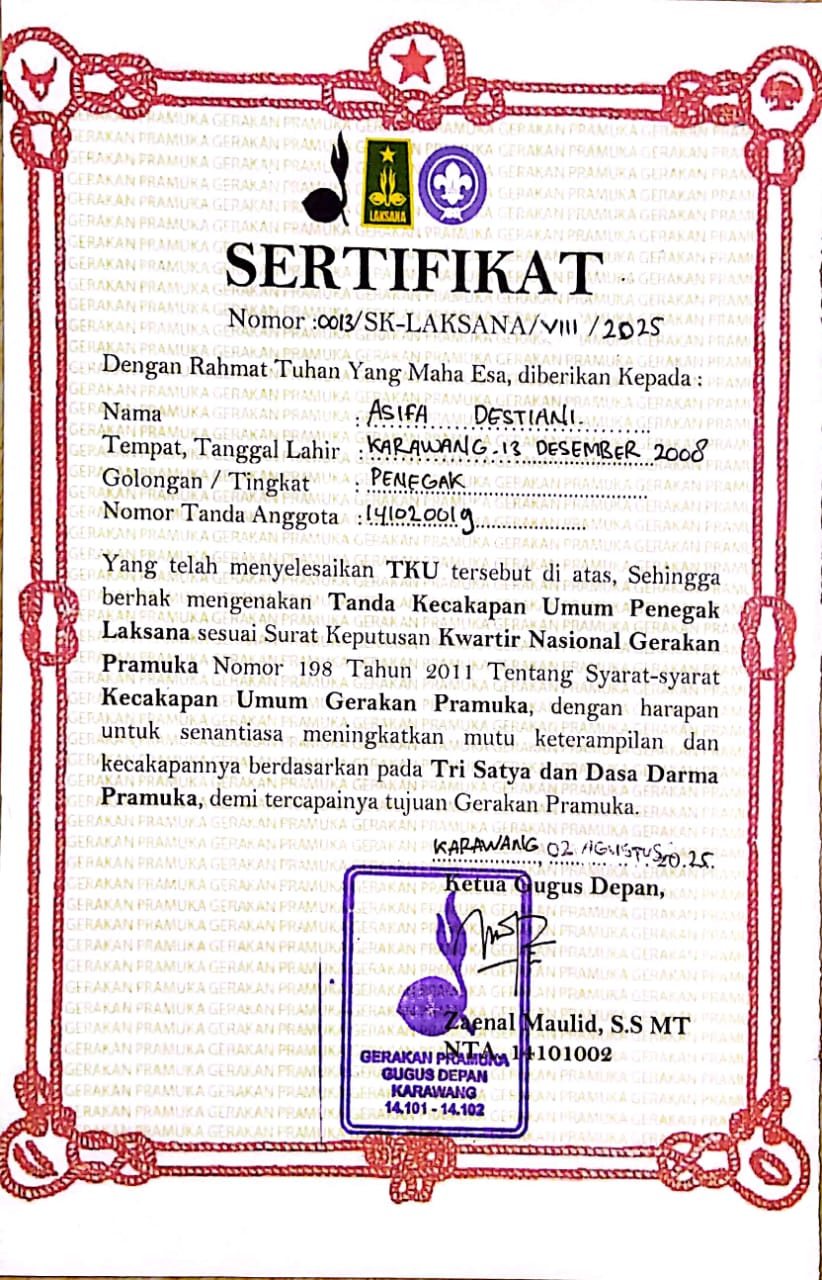 LAKSANA
SERTIFIKAT
Nomor :0013/SK-LAKSANA/VIII/2025
Dengan Rahmat Tuhan Yang Maha Esa, diberikan Kepada :
Nama : ASIFA DESTIANI.
Tempat, Tanggal Lahir : KARAWANG-13 DESEMBER 2008
Golongan / Tingkat : PENEGAK
Nomor Tanda Anggota : 141020019
Yang telah menyelesaikan TKU tersebut di atas, Sehingga
berhak mengenakan Tanda Kecakapan Umum Penegak
Laksana sesuai Surat Keputusan Kwartir Nasional Gerakan
Pramuka Nomor 198 Tahun 2011 Tentang Syarat-syarat
Kecakapan Umum Gerakan Pramuka, dengan harapan
untuk senantiasa meningkatkan mutu keterampilan dan
kecakapannya berdasarkan pada Tri Satya dan Dasa Darma
Pramuka, demi tercapainya tujuan Gerakan Pramuka.
KARAWANG, 02 AGUSTUS 2025.
Ketua Gugus Depan,
Zaenal Maulid, S.S MT
NTA. 14101002
GERAKAN PRAMUKA
GUGUS DEPAN
KARAWANG
14.101 - 14.102